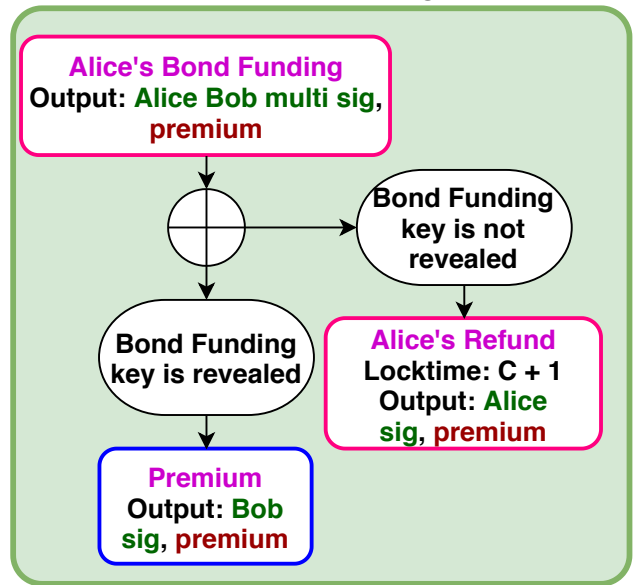 Alice's Bond Funding
Output: Alice Bob multi sig,
premium
Bond Funding
key is not
revealed
Bond Funding
key is revealed
Alice's Refund
Locktime: C + 1
Output: Alice
sig, premium
Premium
Output: Bob
sig, premium